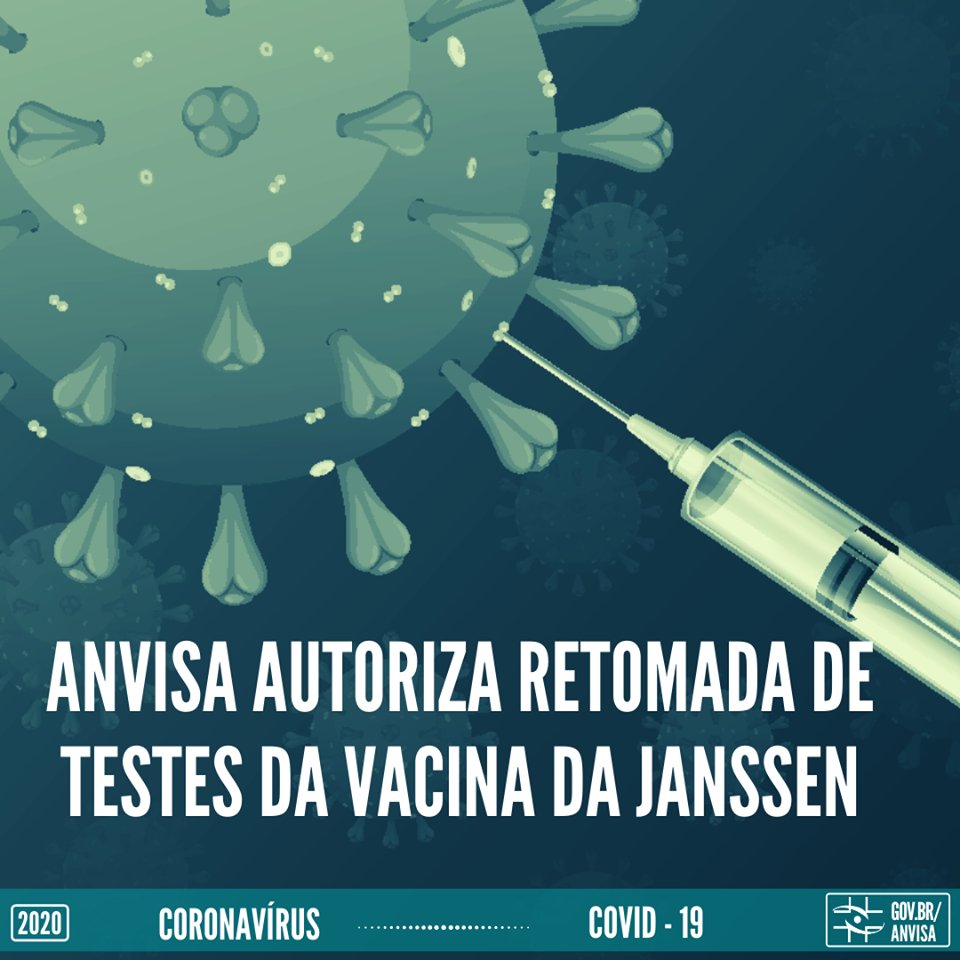 ANVISA AUTORIZA RETOMADA DE
TESTES DA VACINA DA JANSSEN
2020
CORONAVÍRUS
COVID - 19
GOV.BR/
ANVISA